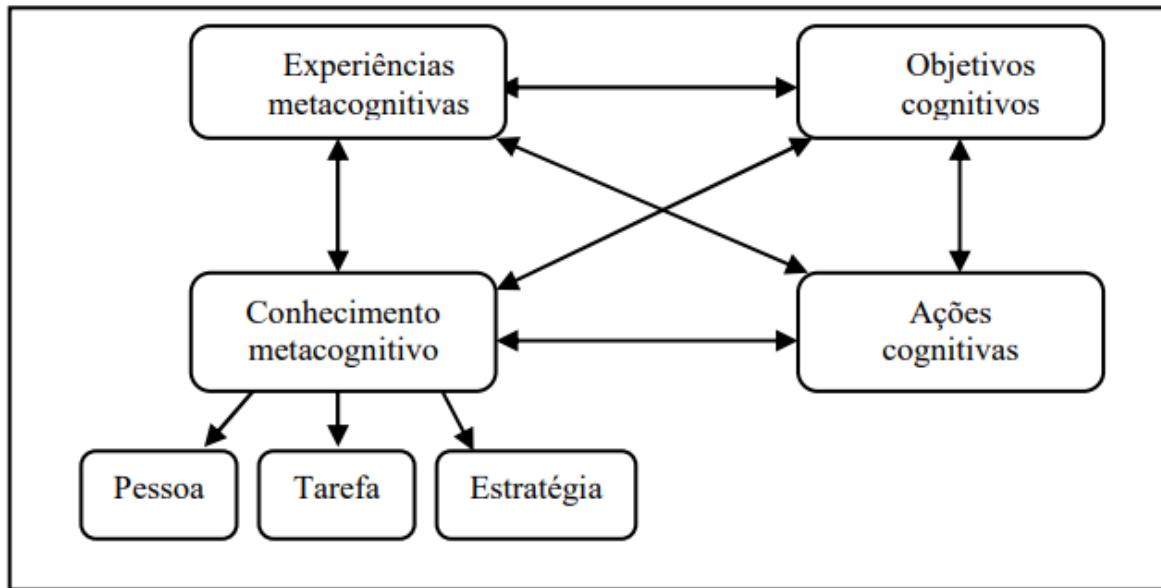 Experiências
metacognitivas
Objetivos
cognitivos
Conhecimento
metacognitivo
Ações
cognitivas
Pessoa
Tarefa
Estratégia